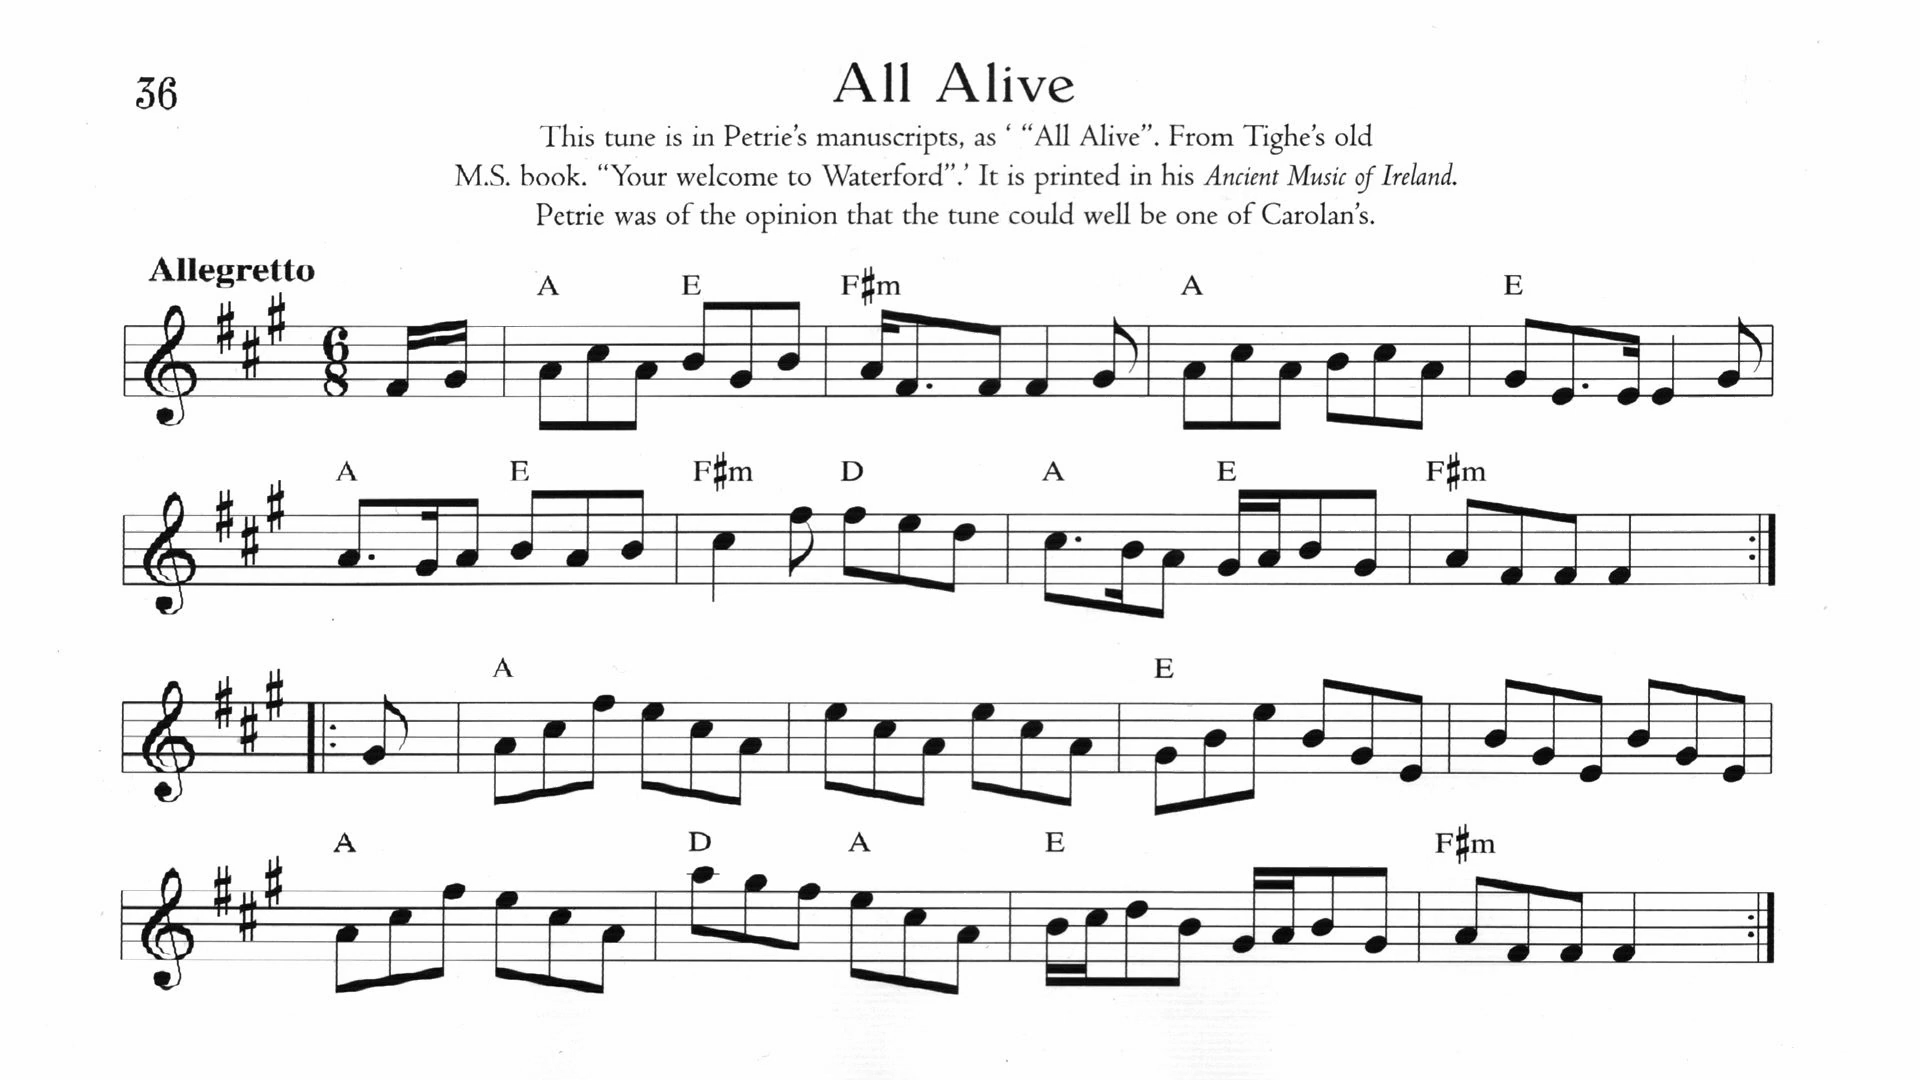 36
All Alive
This tune is in Petrie’s manuscripts, as ‘ “All Alive”. From Tighe’s old
M.S. book. “Your welcome to Waterford”.’ It is printed in his Ancient Music of Ireland.
Petrie was of the opinion that the tune could well be one of Carolan’s.
Allegretto
A E F♯m A E
6
8
A E F♯m D A E F♯m
A E
A D A E F♯m